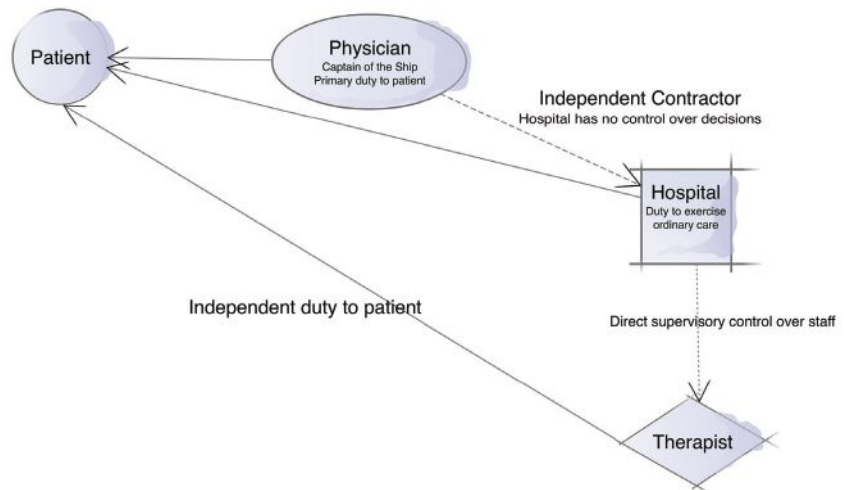 Patient
Physician
Captain of the Ship
Primary duty to patient
Independent Contractor
Hospital has no control over decisions
Hospital
Duty to exercise
ordinary care
Independent duty to patient
Direct supervisory control over staff
Therapist